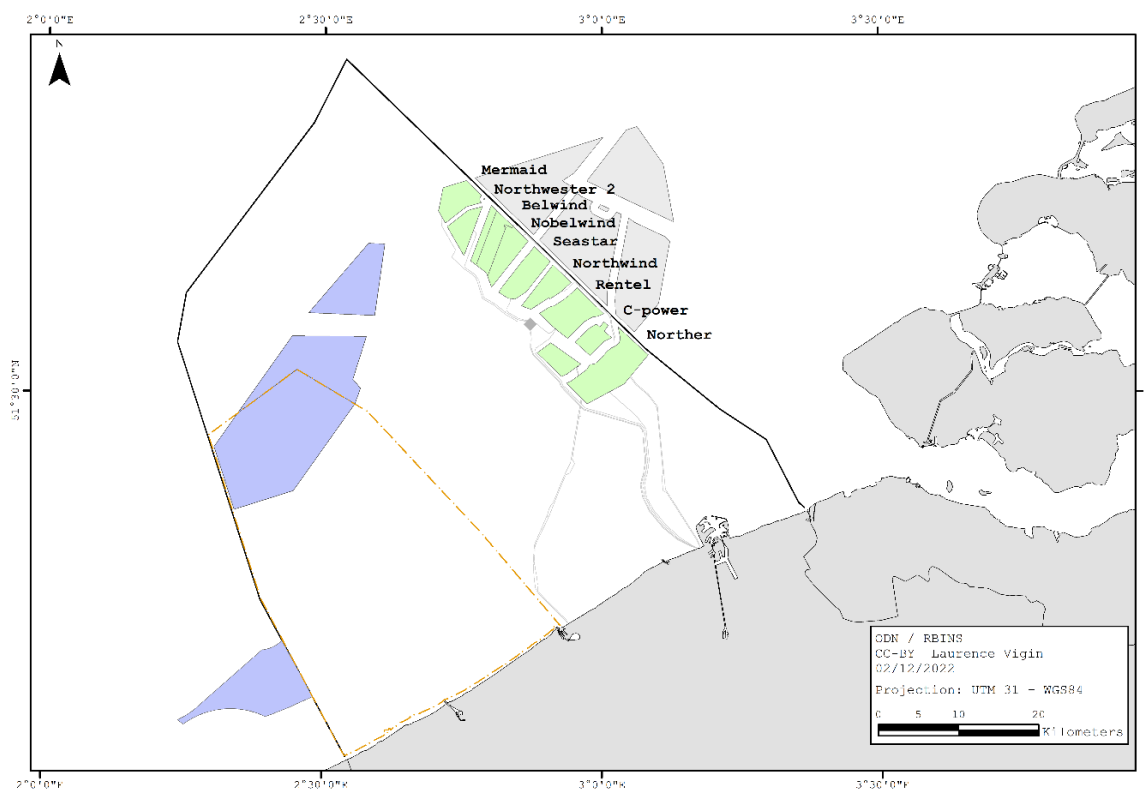 2°0'0"E 2°30'0"E 3°0'0"E 3°30'0"E
N
Mermaid
Northwester 2
Belwind
Nobelwind
Seastar
Northwind
Rentel
C-power
Norther
51°30'0"N
ODN / RBINS
CC-BY Laurence Vigin
02/12/2022
Projection: UTM 31 - WGS84
0 5 10 20
Kilometers
2°0'0"E 2°30'0"E 3°0'0"E 3°30'0"E